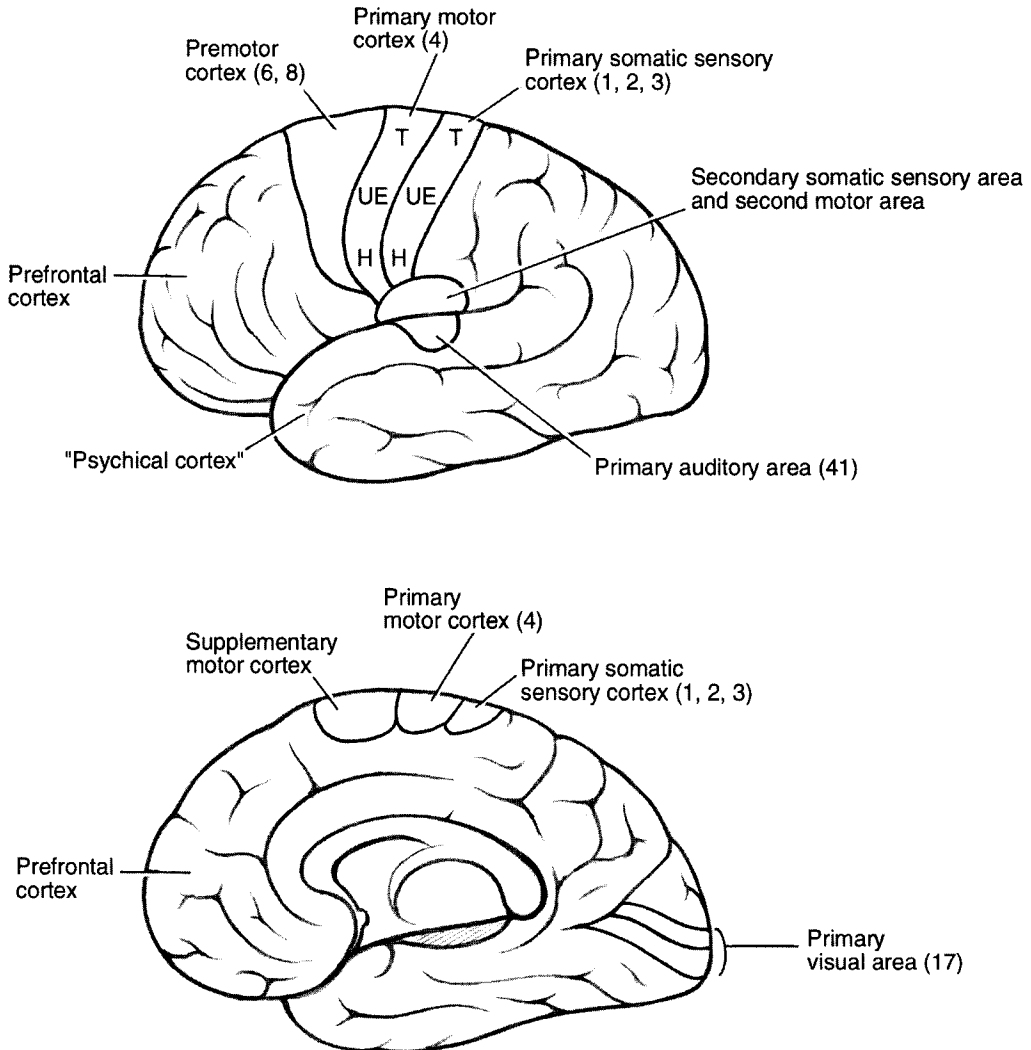 Primary motor
cortex (4)
Premotor
cortex (6, 8)
Primary somatic sensory
cortex (1, 2, 3)
T T
Secondary somatic sensory area
and second motor area
UE UE
H H
Prefrontal
cortex
"Psychical cortex"
Primary auditory area (41)
Primary
motor cortex (4)
Supplementary
motor cortex
Primary somatic
sensory cortex (1, 2, 3)
Prefrontal
cortex
Primary
visual area (17)